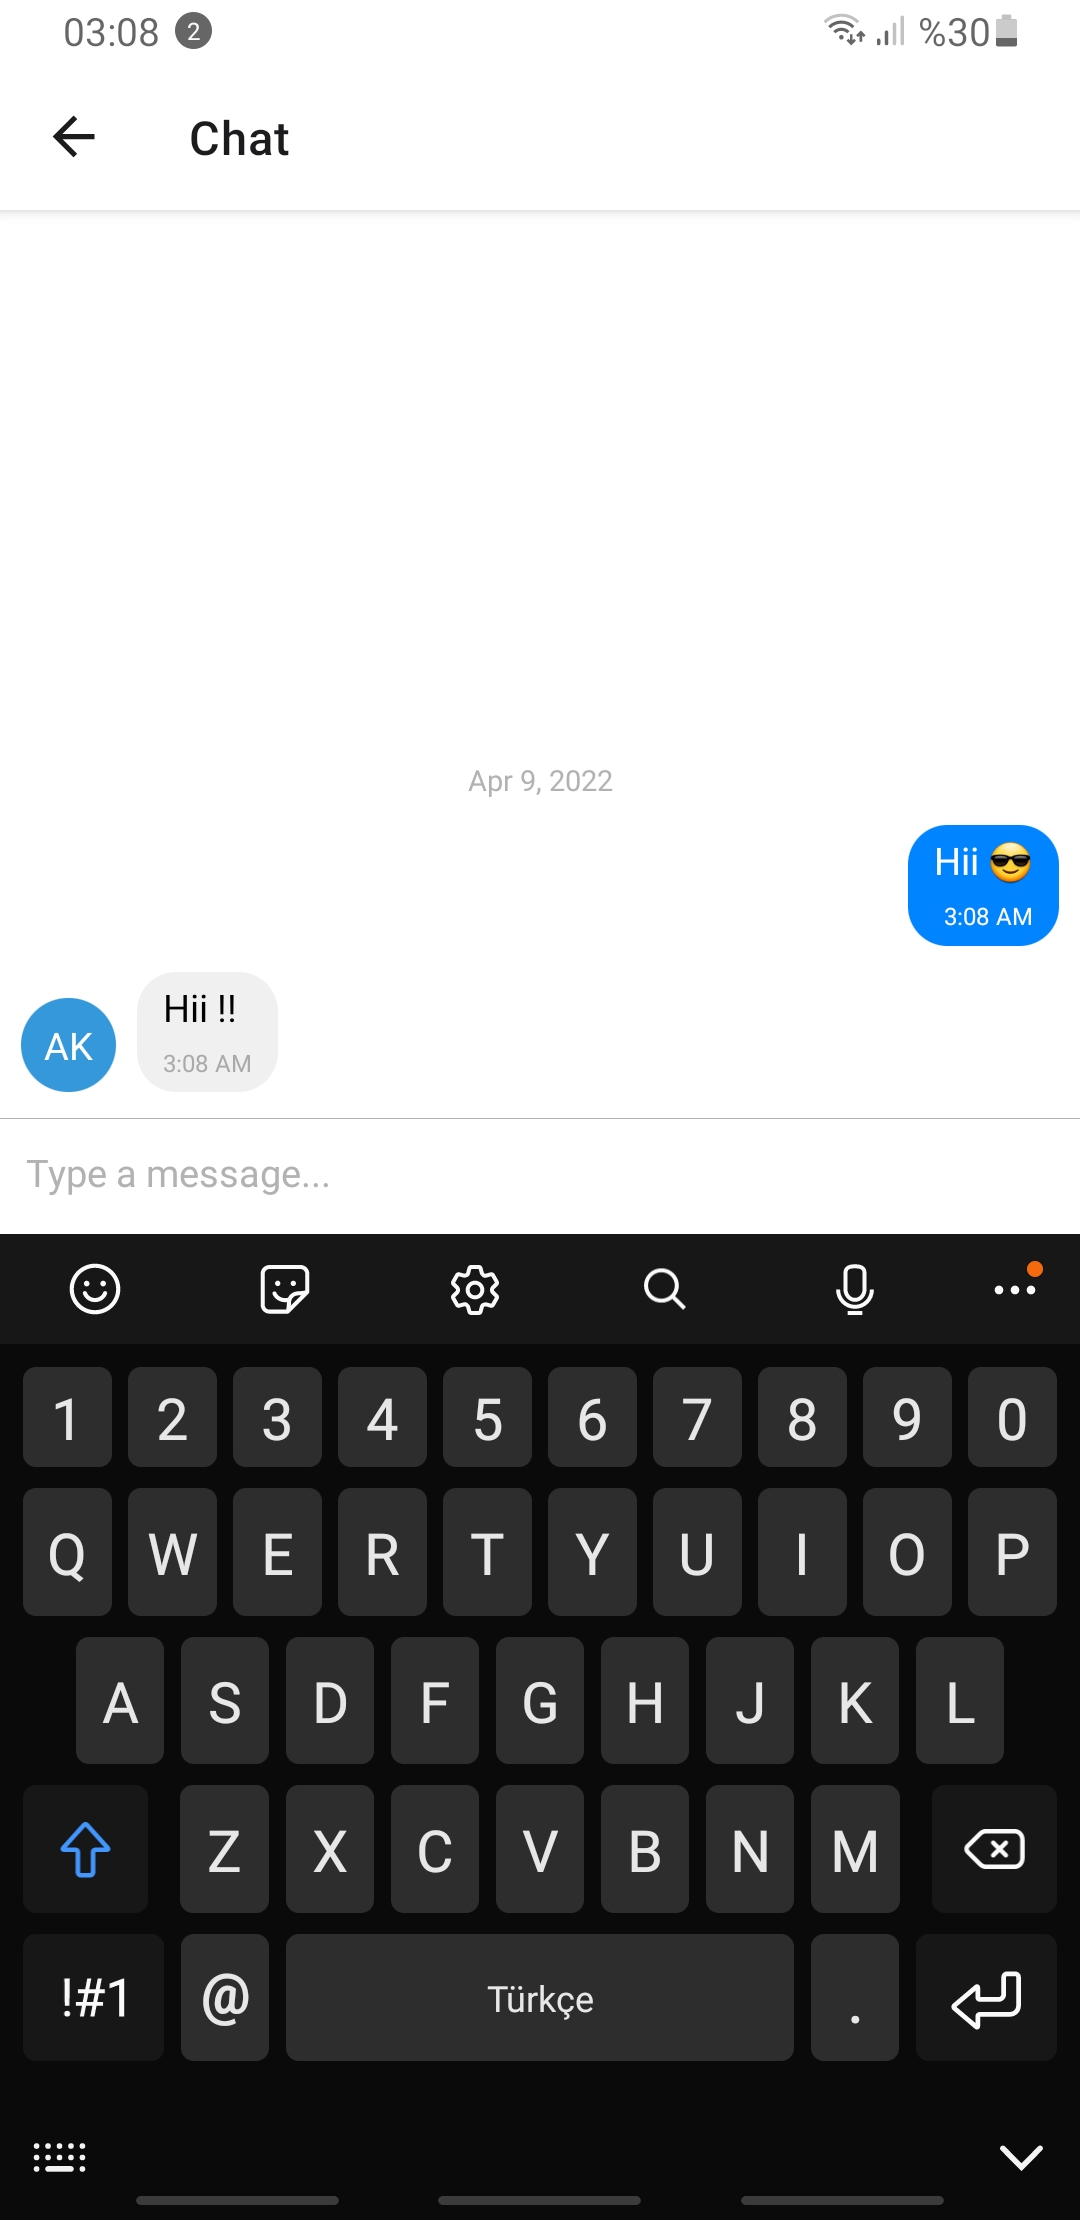 03:08 2 %30
Chat
Apr 9, 2022
Hii 😎
3:08 AM
AK
Hii !!
3:08 AM
Type a message...
1 2 3 4 5 6 7 8 9 0
Q W E R T Y U I O P
A S D F G H J K L
Z X C V B N M
!#1 @ Türkçe .